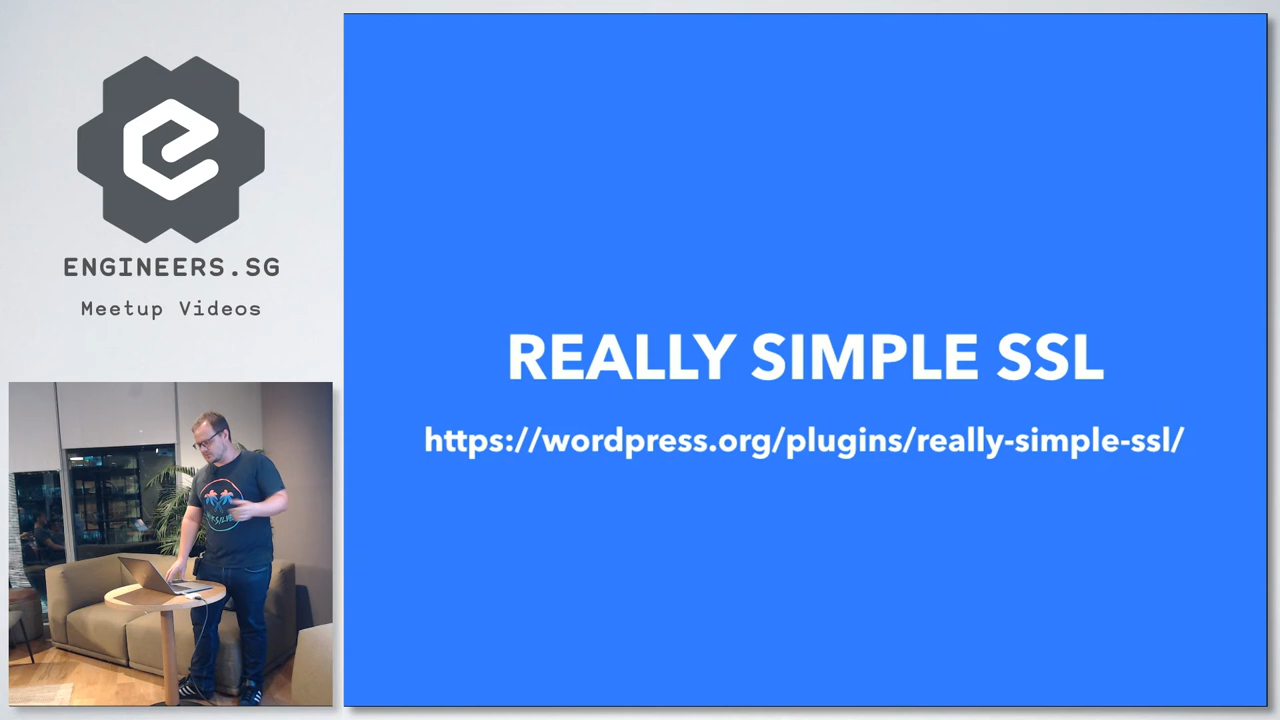 ENGINEERS.SG
Meetup Videos
REALLY SIMPLE SSL
https://wordpress.org/plugins/really-simple-ssl/